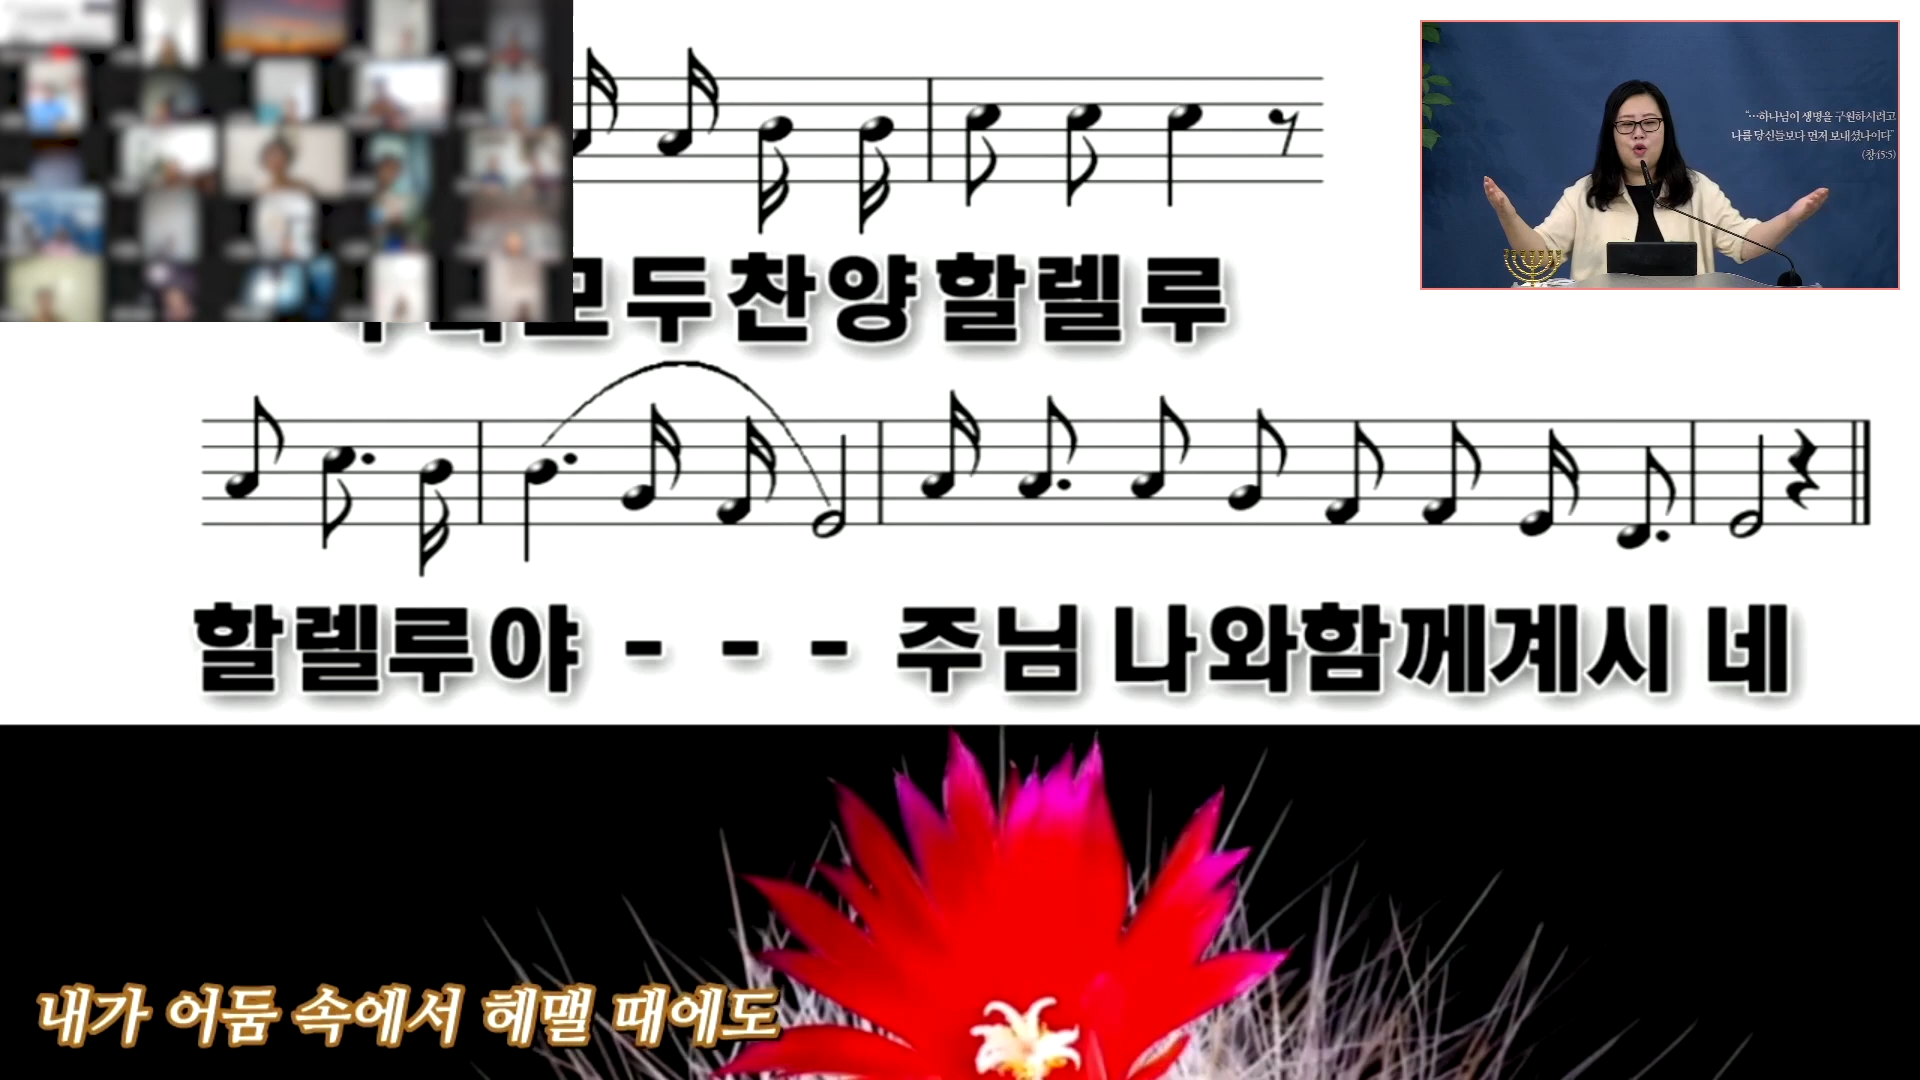 모두찬양할렐루
할렐루야 - - - 주님 나와함께계시 네
내가 어둠 속에서 헤맬 때에도
“…하나님이 생명을 구원하시려고
나를 당신들보다 먼저 보내셨나이다”
(창45:5)